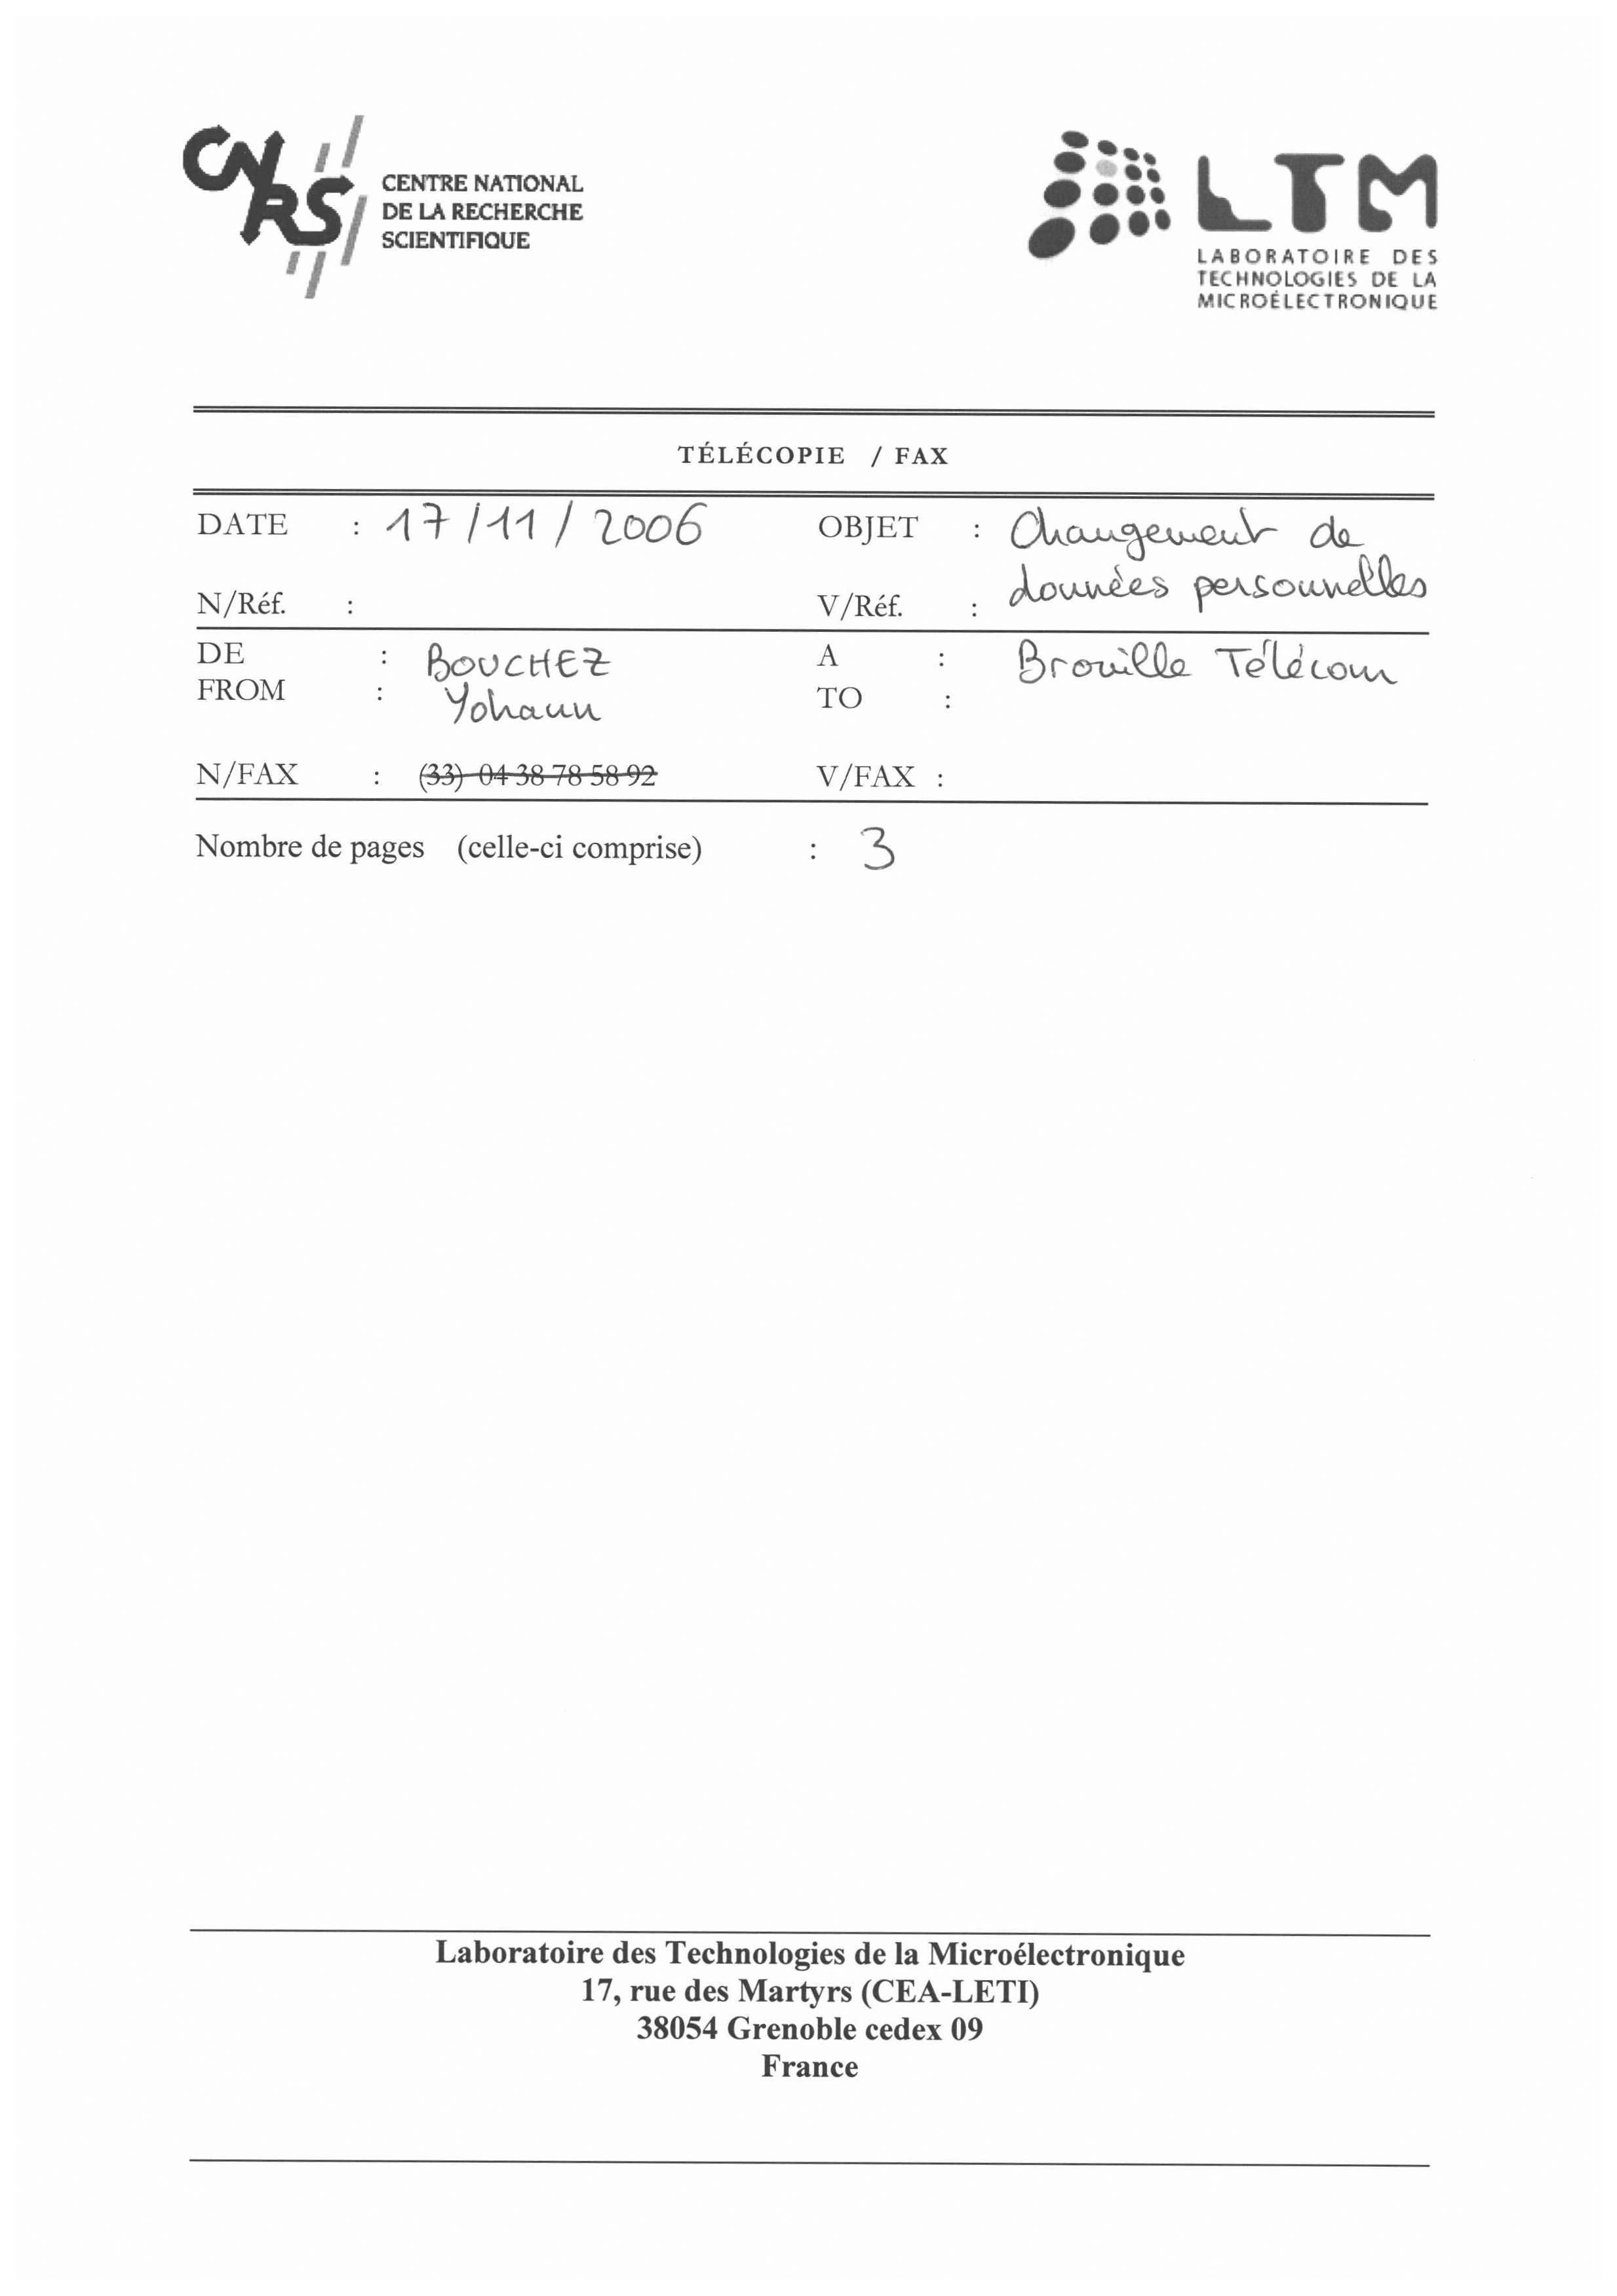 CNRS
CENTRE NATIONAL
DE LA RECHERCHE
SCIENTIFIQUE
LTM
LABORATOIRE DES
TECHNOLOGIES DE LA
MICROÉLECTRONIQUE
TÉLÉCOPIE / FAX
DATE : 17/11/2006
OBJET : Changement de
données personnelles
N/Réf. :
V/Réf. :
DE : BOUCHEZ
FROM : Yohann
A : Brouille Télécom
TO :
N/FAX : (33) 04 38 78 58 92
V/FAX :
Nombre de pages (celle-ci comprise) : 3
Laboratoire des Technologies de la Microélectronique
17, rue des Martyrs (CEA-LETI)
38054 Grenoble cedex 09
France